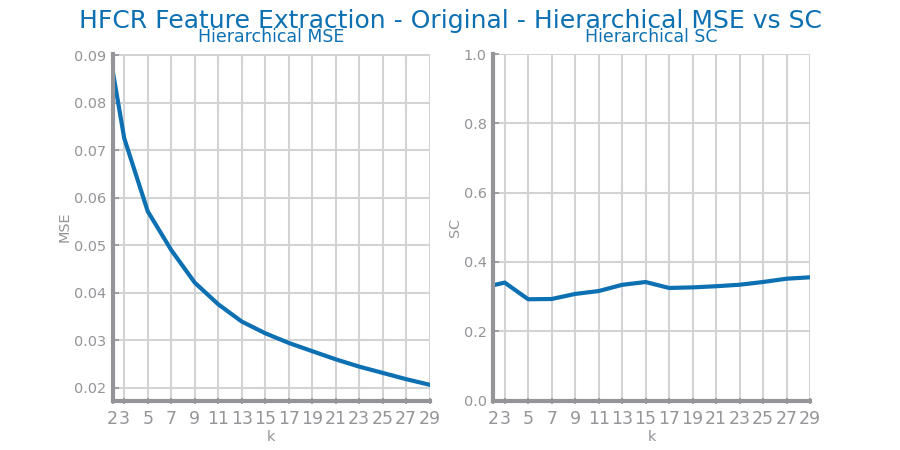 HFCR Feature Extraction - Original - Hierarchical MSE vs SC
Hierarchical MSE
0.09
0.08
0.07
0.06
0.05
0.04
0.03
0.02
MSE
2 3 5 7 9 11 13 15 17 19 21 23 25 27 29
k
Hierarchical SC
1.0
0.8
0.6
0.4
0.2
0.0
SC
2 3 5 7 9 11 13 15 17 19 21 23 25 27 29
k